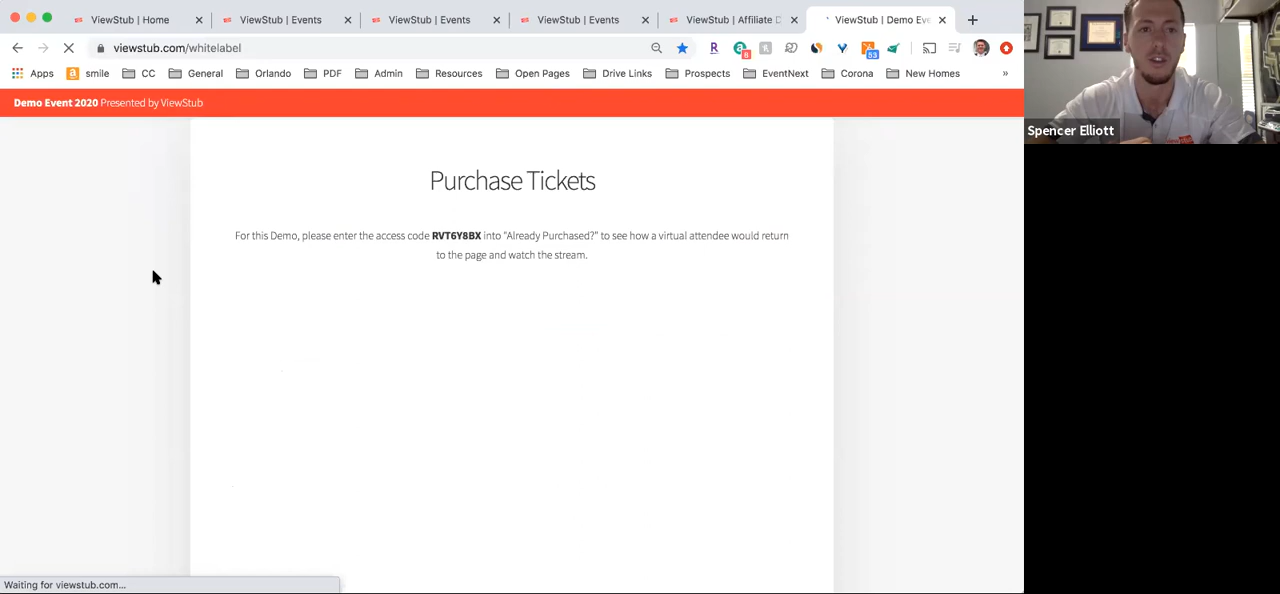 ViewStub | Home
ViewStub | Events
ViewStub | Events
ViewStub | Events
ViewStub | Affiliate D
ViewStub | Demo Eve
viewstub.com/whitelabel
R
8
53
Apps
smile
CC
General
Orlando
PDF
Admin
Resources
Open Pages
Drive Links
Prospects
EventNext
Corona
New Homes
»
Demo Event 2020 Presented by ViewStub
Spencer Elliott
Purchase Tickets
For this Demo, please enter the access code RVT6Y8BX into "Already Purchased?" to see how a virtual attendee would return
to the page and watch the stream.
Waiting for viewstub.com...